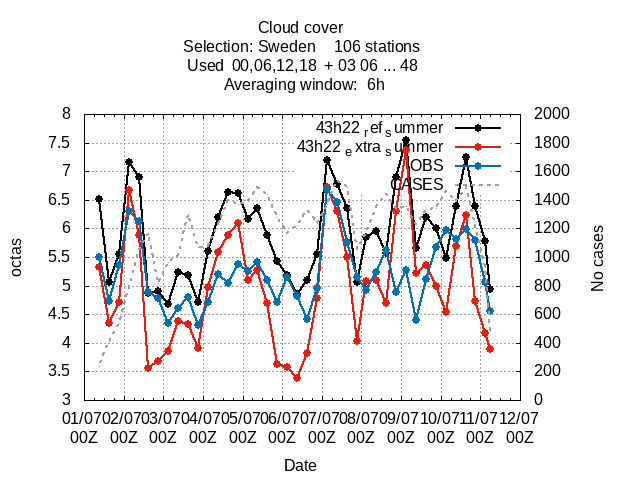 Cloud cover
Selection: Sweden 106 stations
Used 00,06,12,18 + 03 06 ... 48
Averaging window: 6h
8 2000
7.5 1800
7 1600
6.5 1400
6 1200
5.5 1000
5 800
4.5 600
4 400
3.5 200
3 0
43h22 refsummer
43h22 extrasummer
OBS
CASES
octas
No cases
01/07 02/07 03/07 04/07 05/07 06/07 07/07 08/07 09/07 10/07 11/07 12/07
00Z 00Z 00Z 00Z 00Z 00Z 00Z 00Z 00Z 00Z 00Z 00Z
Date